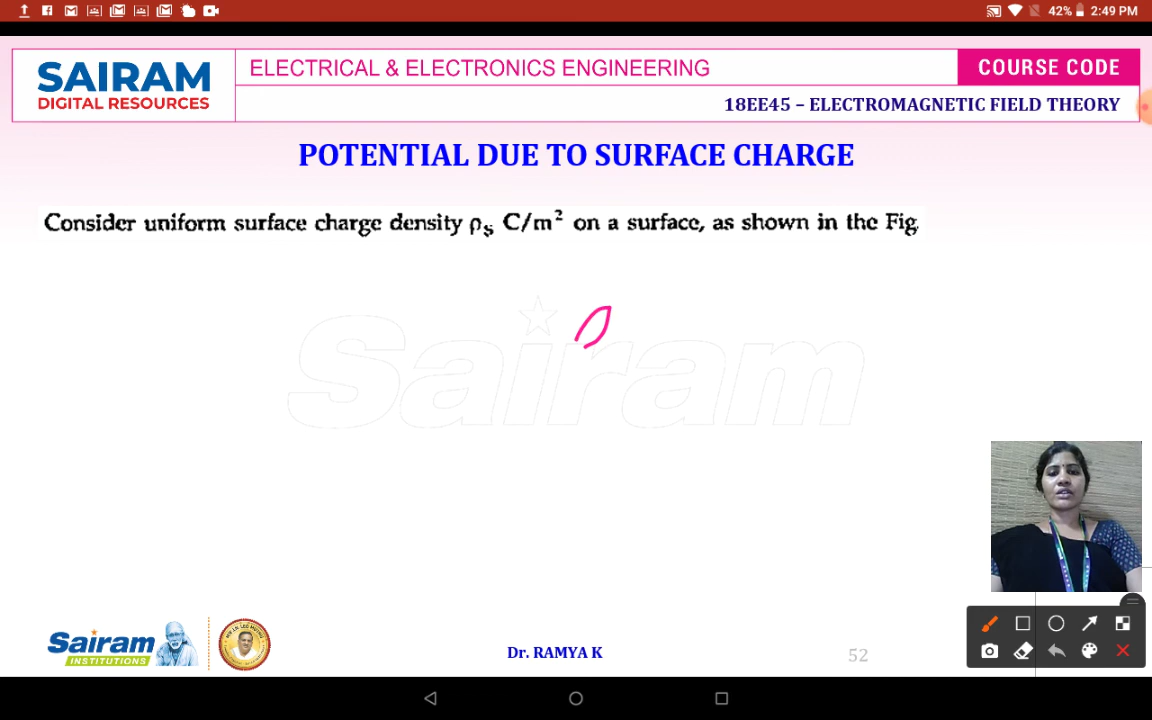 42% 2:49 PM
SAIRAM
DIGITAL RESOURCES
ELECTRICAL & ELECTRONICS ENGINEERING
COURSE CODE
18EE45 – ELECTROMAGNETIC FIELD THEORY
POTENTIAL DUE TO SURFACE CHARGE
Consider uniform surface charge density ρs C/m² on a surface, as shown in the Fig.
Sairam
Sairam
INSTITUTIONS
Dr. RAMYA K
52